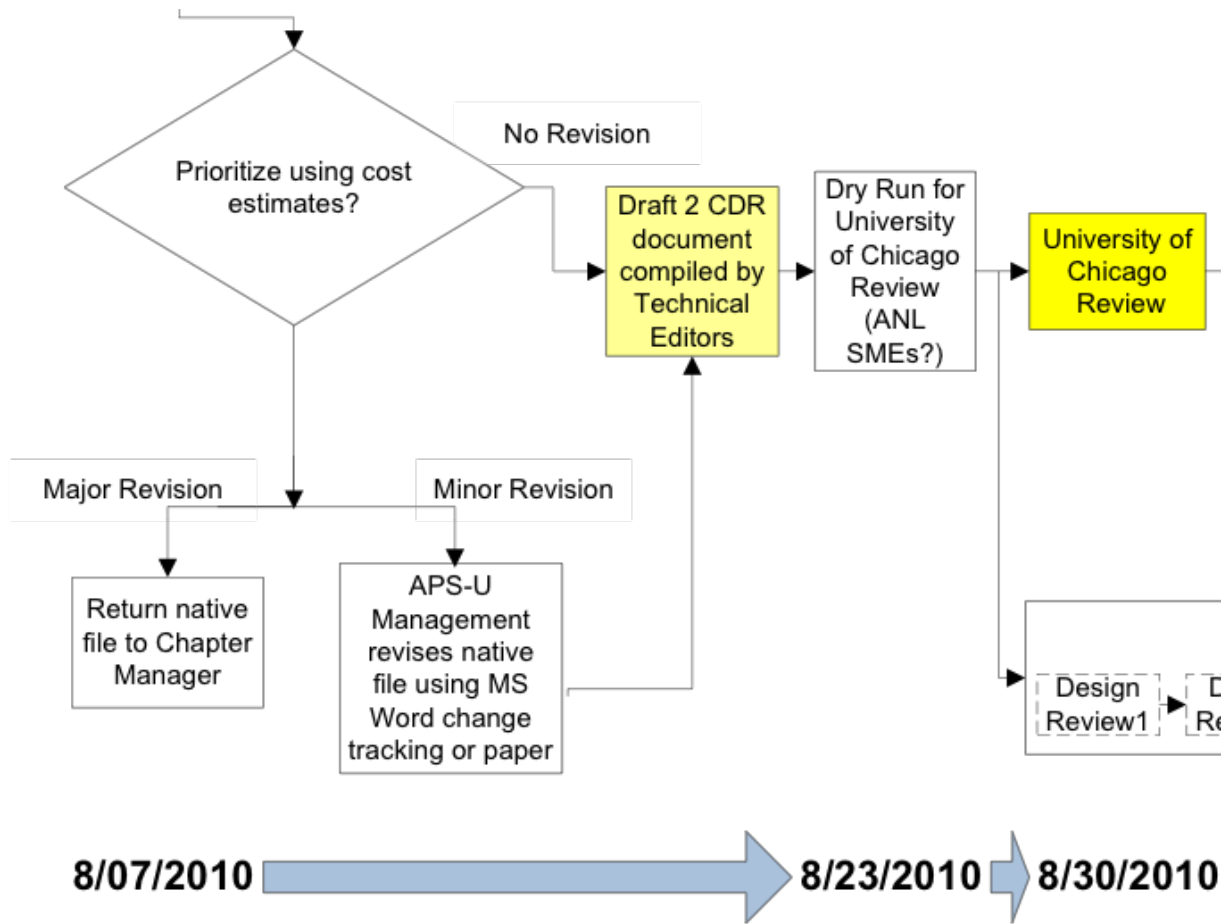 No Revision
Prioritize using cost
estimates?
Draft 2 CDR
document
compiled by
Technical
Editors
Dry Run for
University
of Chicago
Review
(ANL
SMEs?)
University of
Chicago
Review
Major Revision
Minor Revision
Return native
file to Chapter
Manager
APS-U
Management
revises native
file using MS
Word change
tracking or paper
Design
Review1
8/07/2010
8/23/2010
8/30/2010